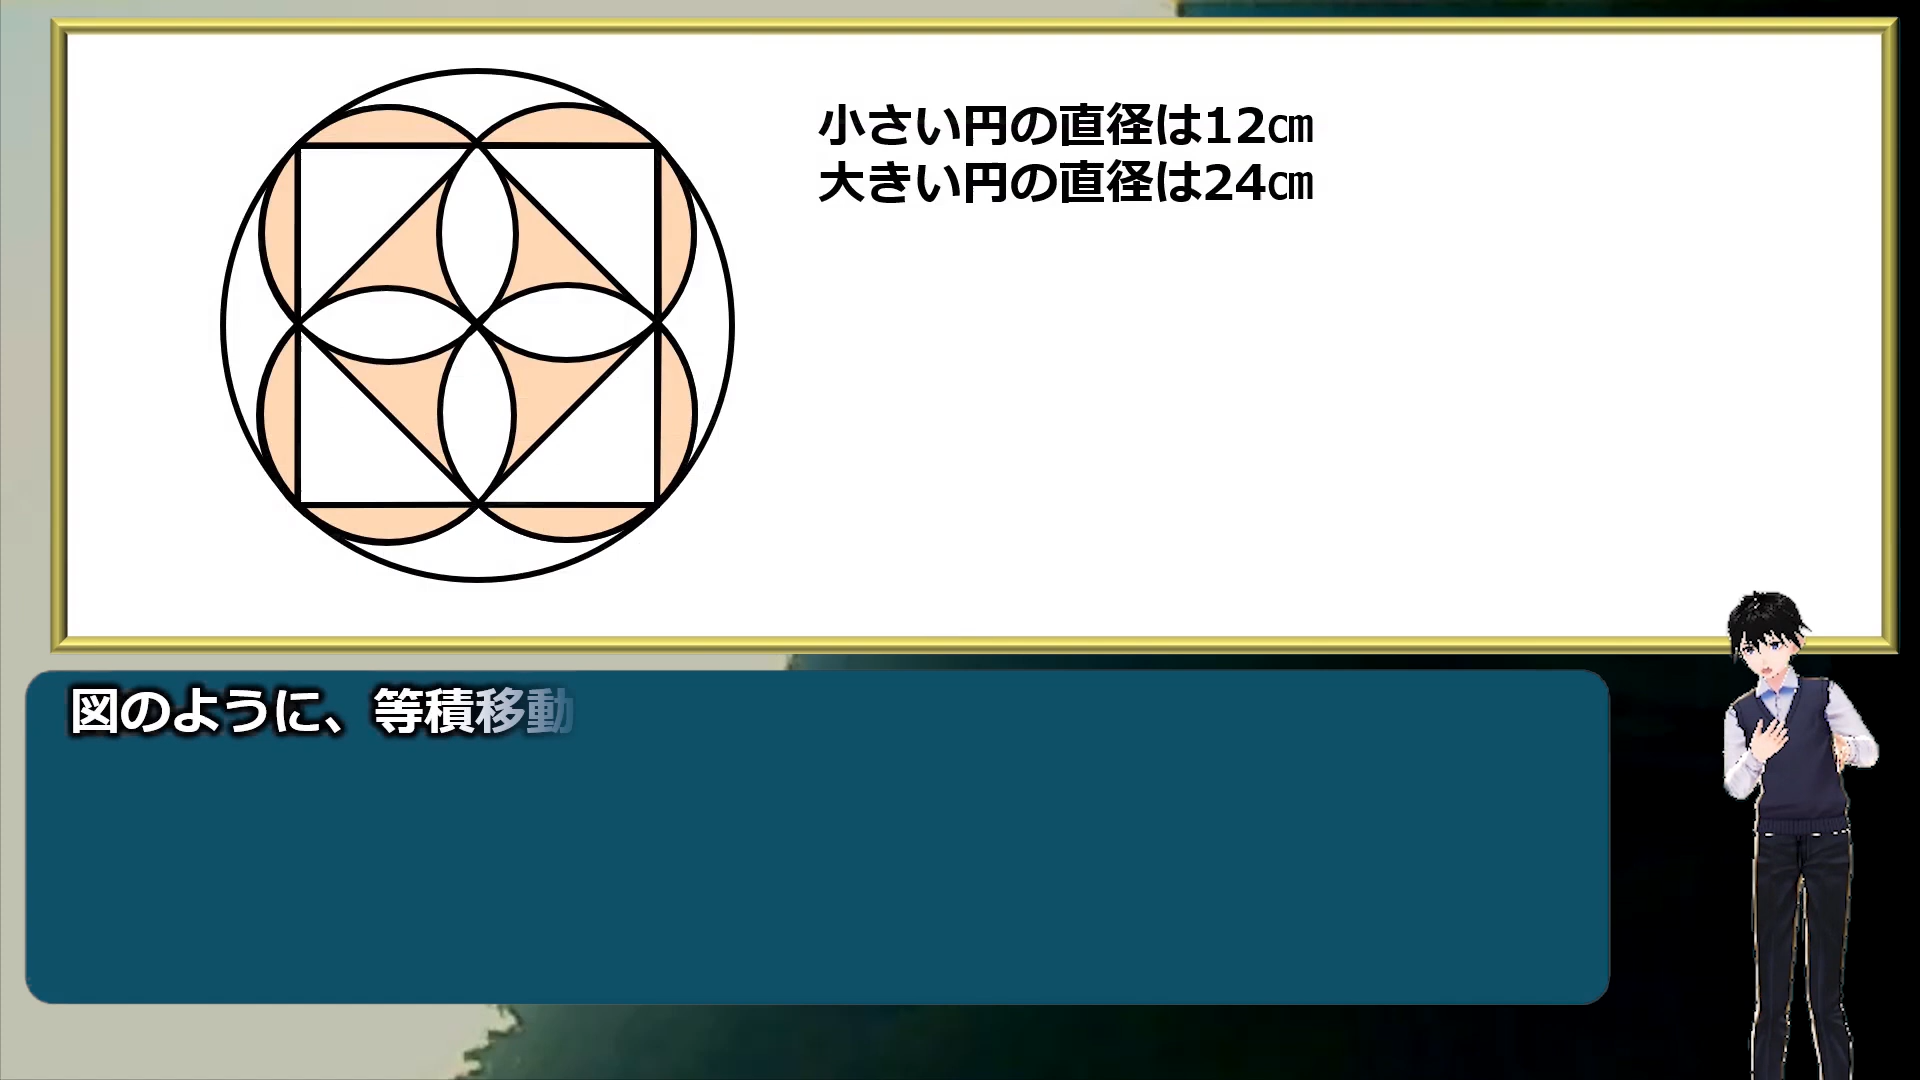 小さい円の直径は12㎝
大きい円の直径は24㎝
図のように、等積移動